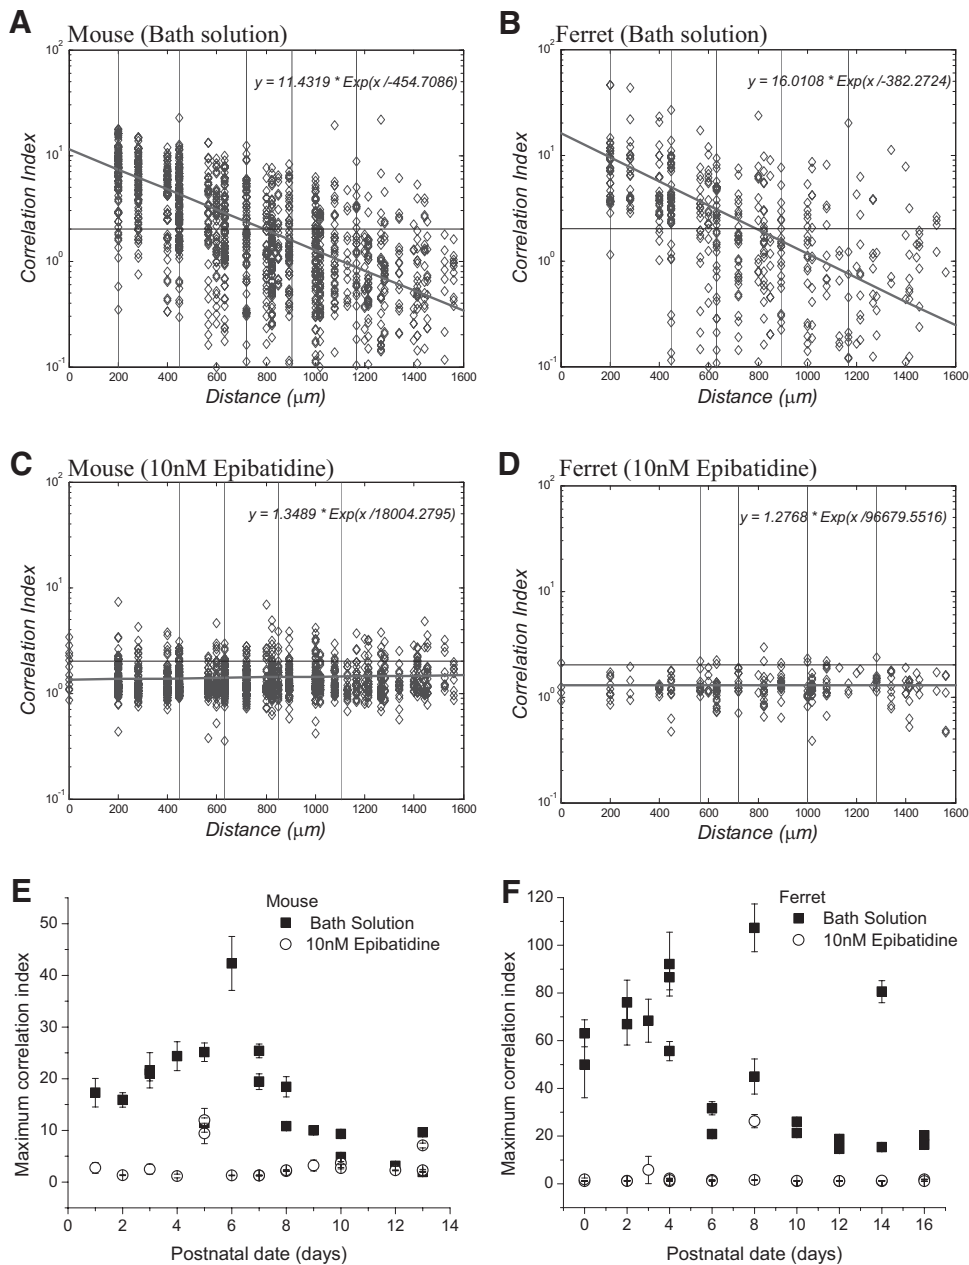 A
Mouse (Bath solution)
y = 11.4319 * Exp(x /-454.7086)
Correlation Index
10^2
10^1
10^0
10^-1
0 200 400 600 800 1000 1200 1400 1600
Distance (μm)
B
Ferret (Bath solution)
y = 16.0108 * Exp(x /-382.2724)
Correlation Index
10^2
10^1
10^0
10^-1
0 200 400 600 800 1000 1200 1400 1600
Distance (μm)
C
Mouse (10nM Epibatidine)
y = 1.3489 * Exp(x /18004.2795)
Correlation Index
10^2
10^1
10^0
10^-1
0 200 400 600 800 1000 1200 1400 1600
Distance (μm)
D
Ferret (10nM Epibatidine)
y = 1.2768 * Exp(x /96679.5516)
Correlation Index
10^2
10^1
10^0
10^-1
0 200 400 600 800 1000 1200 1400 1600
Distance (μm)
E
Mouse
Bath Solution
10nM Epibatidine
Maximum correlation index
50
40
30
20
10
0
0 2 4 6 8 10 12 14
Postnatal date (days)
F
Ferret
Bath Solution
10nM Epibatidine
Maximum correlation index
120
100
80
60
40
20
0
0 2 4 6 8 10 12 14 16
Postnatal date (days)